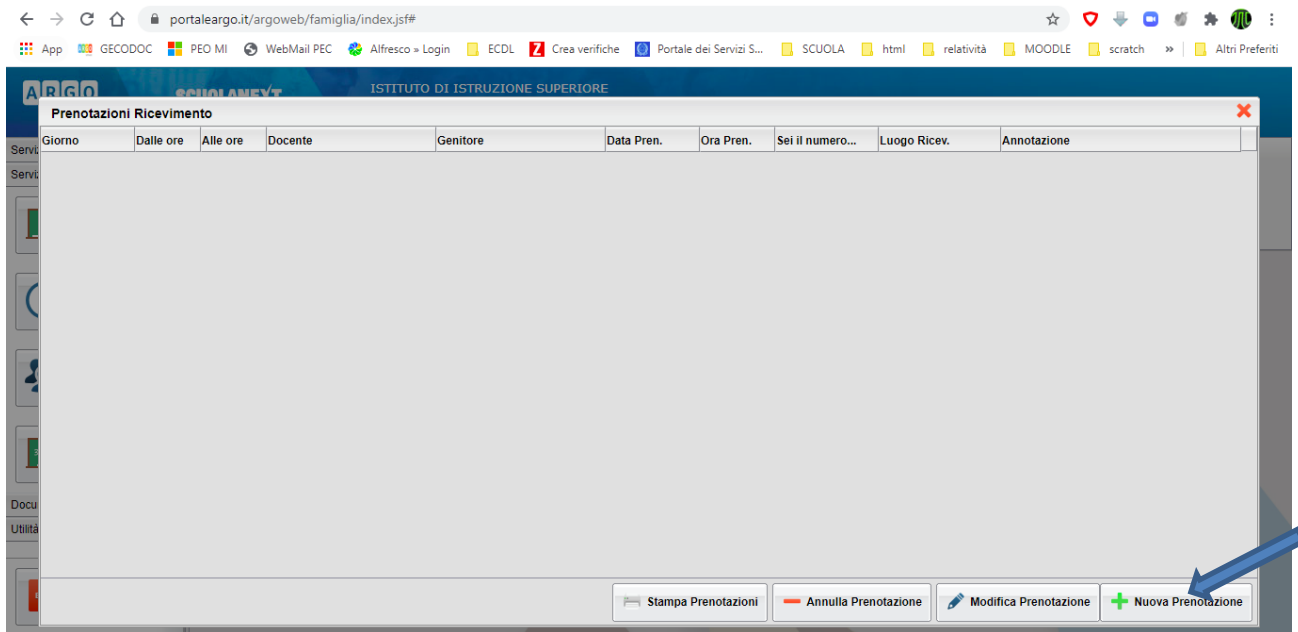 portaleargo.it/argoweb/famiglia/index.jsf#
App GECODOC PEO MI WebMail PEC Alfresco » Login ECDL Crea verifiche Portale dei Servizi S... SCUOLA html relatività MOODLE scratch » Altri Preferiti
ARGO SCUOLANEXT ISTITUTO DI ISTRUZIONE SUPERIORE
Prenotazioni Ricevimento
Giorno Dalle ore Alle ore Docente Genitore Data Pren. Ora Pren. Sei il numero... Luogo Ricev. Annotazione
Serviz
Serviz
Docu
Utilità
Stampa Prenotazioni Annulla Prenotazione Modifica Prenotazione Nuova Prenotazione